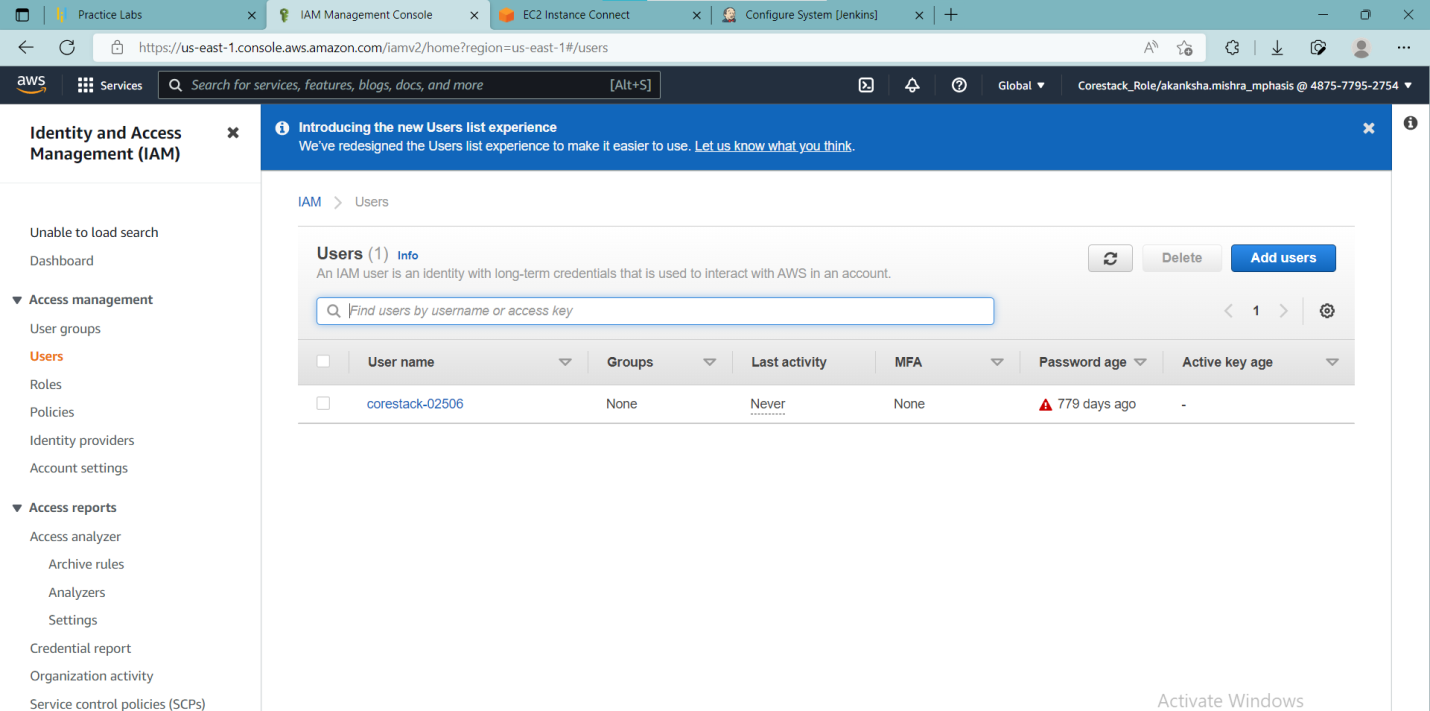 Practice Labs
IAM Management Console
EC2 Instance Connect
Configure System [Jenkins]
https://us-east-1.console.aws.amazon.com/iamv2/home?region=us-east-1#/users
aws
Services
Search for services, features, blogs, docs, and more
[Alt+S]
Global
Corestack_Role/akanksha.mishra_mphasis @ 4875-7795-2754
Identity and Access
Management (IAM)
Unable to load search
Dashboard
Access management
User groups
Users
Roles
Policies
Identity providers
Account settings
Access reports
Access analyzer
Archive rules
Analyzers
Settings
Credential report
Organization activity
Service control policies (SCPs)
Introducing the new Users list experience
We've redesigned the Users list experience to make it easier to use. Let us know what you think.
IAM > Users
Users (1) Info
An IAM user is an identity with long-term credentials that is used to interact with AWS in an account.
Delete
Add users
Find users by username or access key
1
User name
Groups
Last activity
MFA
Password age
Active key age
corestack-02506
None
Never
None
779 days ago
-
Activate Windows